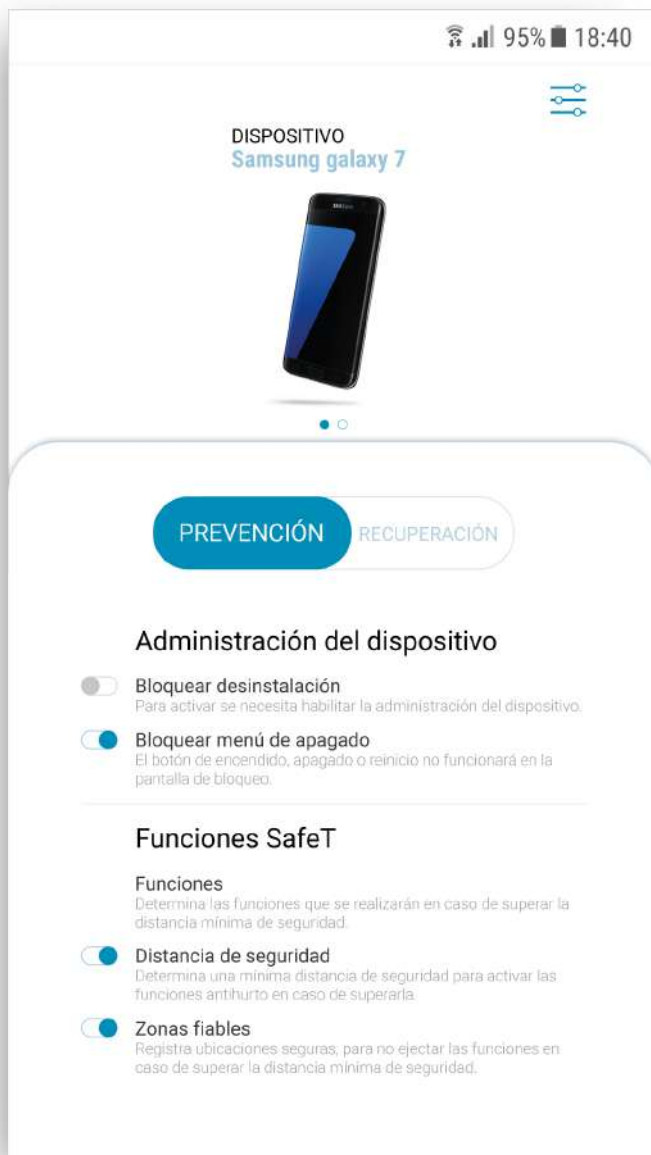 95% 18:40
DISPOSITIVO
Samsung galaxy 7
SAMSUNG
PREVENCIÓN RECUPERACIÓN
Administración del dispositivo
Bloquear desinstalación
Para activar se necesita habilitar la administración del dispositivo.
Bloquear menú de apagado
El botón de encendido, apagado o reinicio no funcionará en la
pantalla de bloqueo.
Funciones SafeT
Funciones
Determina las funciones que se realizarán en caso de superar la
distancia mínima de seguridad.
Distancia de seguridad
Determina una mínima distancia de seguridad para activar las
funciones antihurto en caso de superarla.
Zonas fiables
Registra ubicaciones seguras, para no ejectar las funciones en
caso de superar la distancia mínima de seguridad.